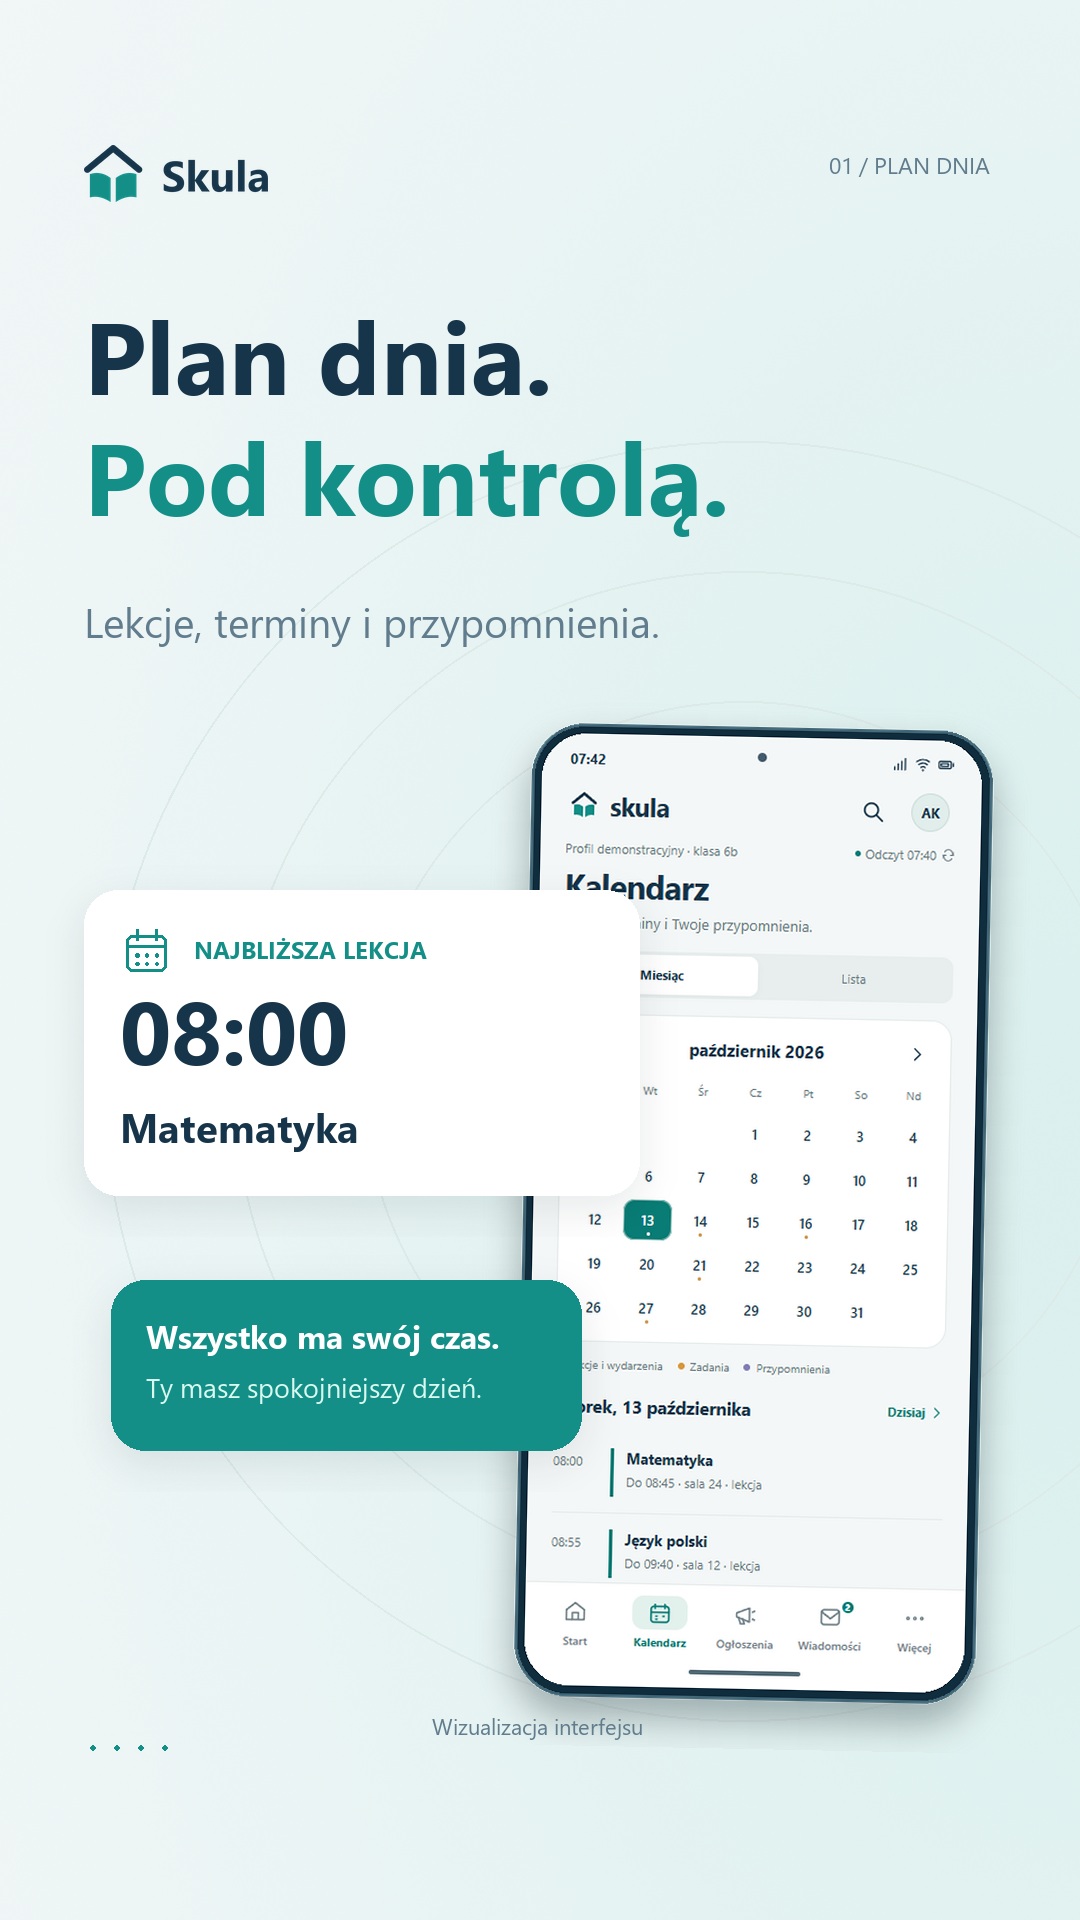 Skula
01 / PLAN DNIA
Plan dnia.
Pod kontrolą.
Lekcje, terminy i przypomnienia.
07:42
skula
AK
Profil demonstracyjny · klasa 6b
Odczyt 07:40
Kalendarz
i Twoje przypomnienia.
Miesiąc
Lista
październik 2026
Wt Śr Cz Pt So Nd
1 2 3 4
6 7 8 9 10 11
12 13 14 15 16 17 18
19 20 21 22 23 24 25
26 27 28 29 30 31
i wydarzenia
Zadania
Przypomnienia
13 października
Dzisiaj
08:00
Matematyka
Do 08:45 · sala 24 · lekcja
08:55
Język polski
Do 09:40 · sala 12 · lekcja
Start
Kalendarz
Ogłoszenia
2
Wiadomości
Więcej
NAJBLIŻSZA LEKCJA
08:00
Matematyka
Wszystko ma swój czas.
Ty masz spokojniejszy dzień.
Wizualizacja interfejsu